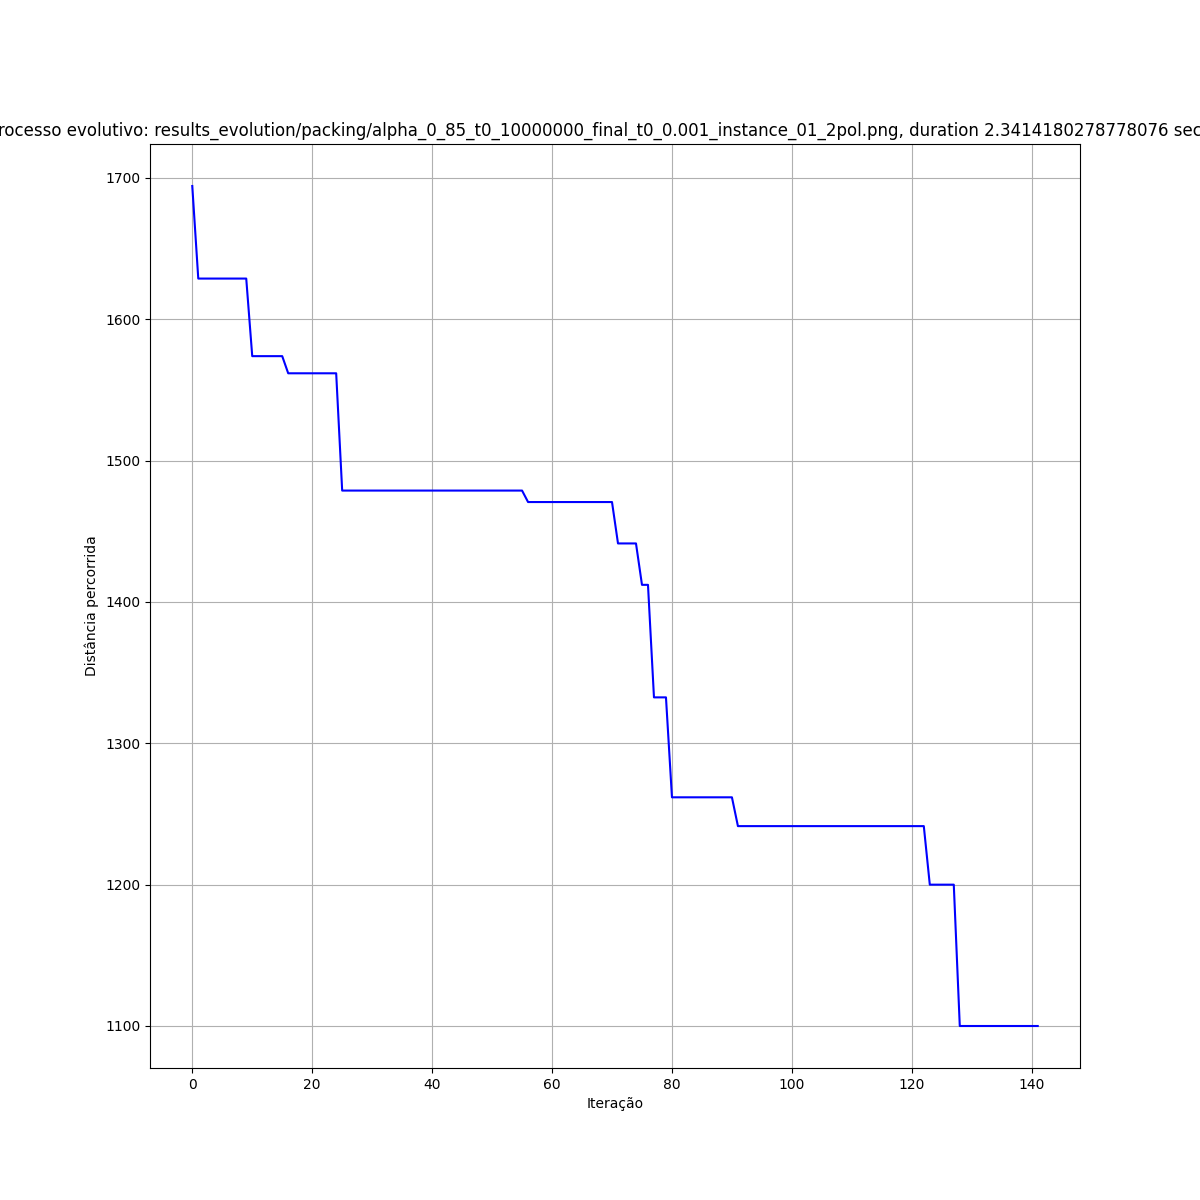 rocesso evolutivo: results_evolution/packing/alpha_0_85_t0_10000000_final_t0_0.001_instance_01_2pol.png, duration 2.3414180278778076 sec
1700
1600
1500
1400
1300
1200
1100
Distância percorrida
0 20 40 60 80 100 120 140
Iteração